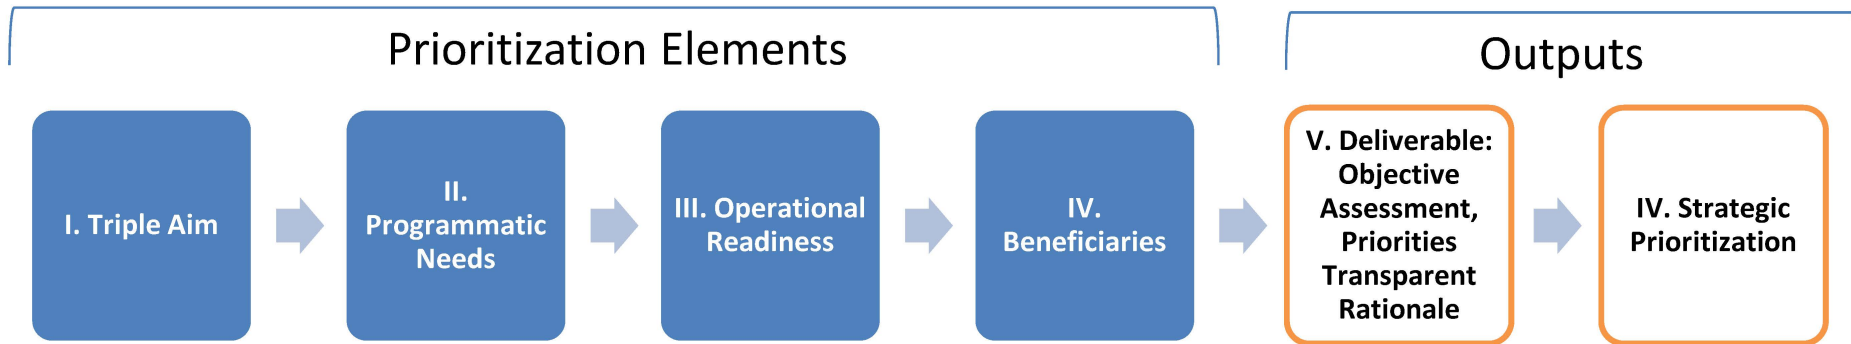 Prioritization Elements
Outputs
I. Triple Aim
II.
Programmatic
Needs
III. Operational
Readiness
IV.
Beneficiaries
V. Deliverable:
Objective
Assessment,
Priorities
Transparent
Rationale
IV. Strategic
Prioritization